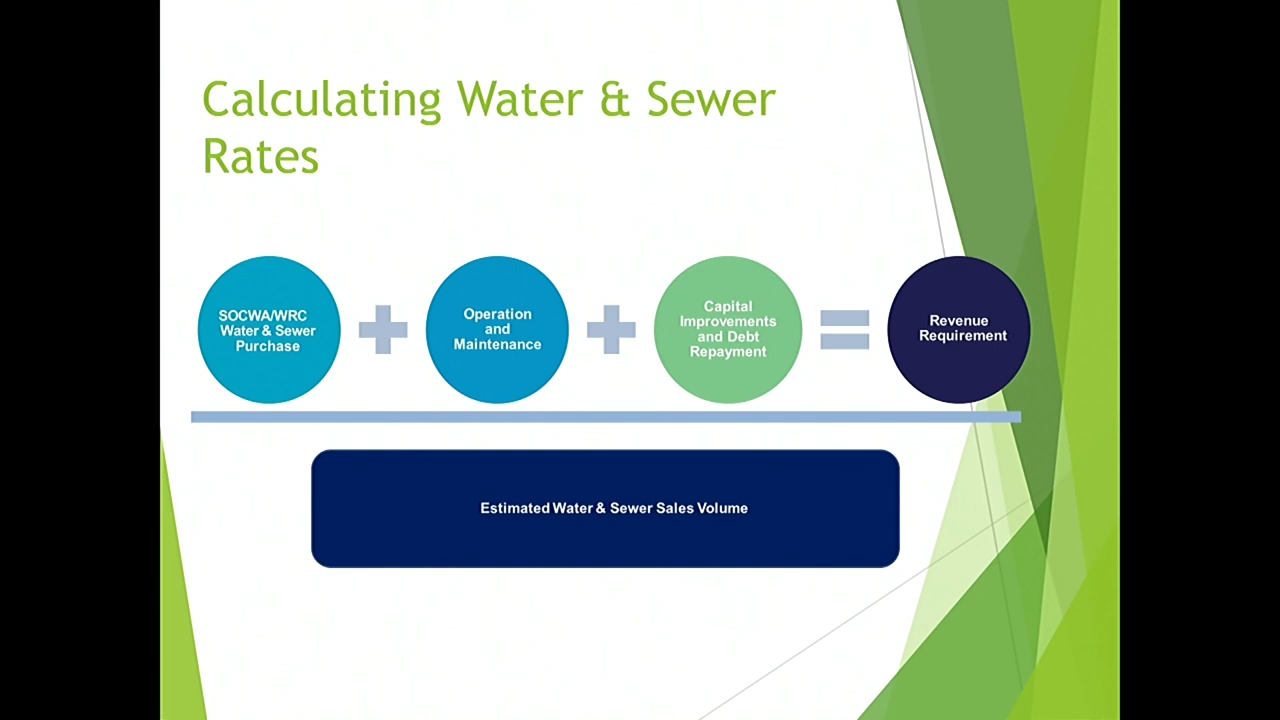 Calculating Water & Sewer
Rates
SOCWA/WRC
Water & Sewer
Purchase
Operation
and
Maintenance
Capital
Improvements
and Debt
Repayment
Revenue
Requirement
Estimated Water & Sewer Sales Volume